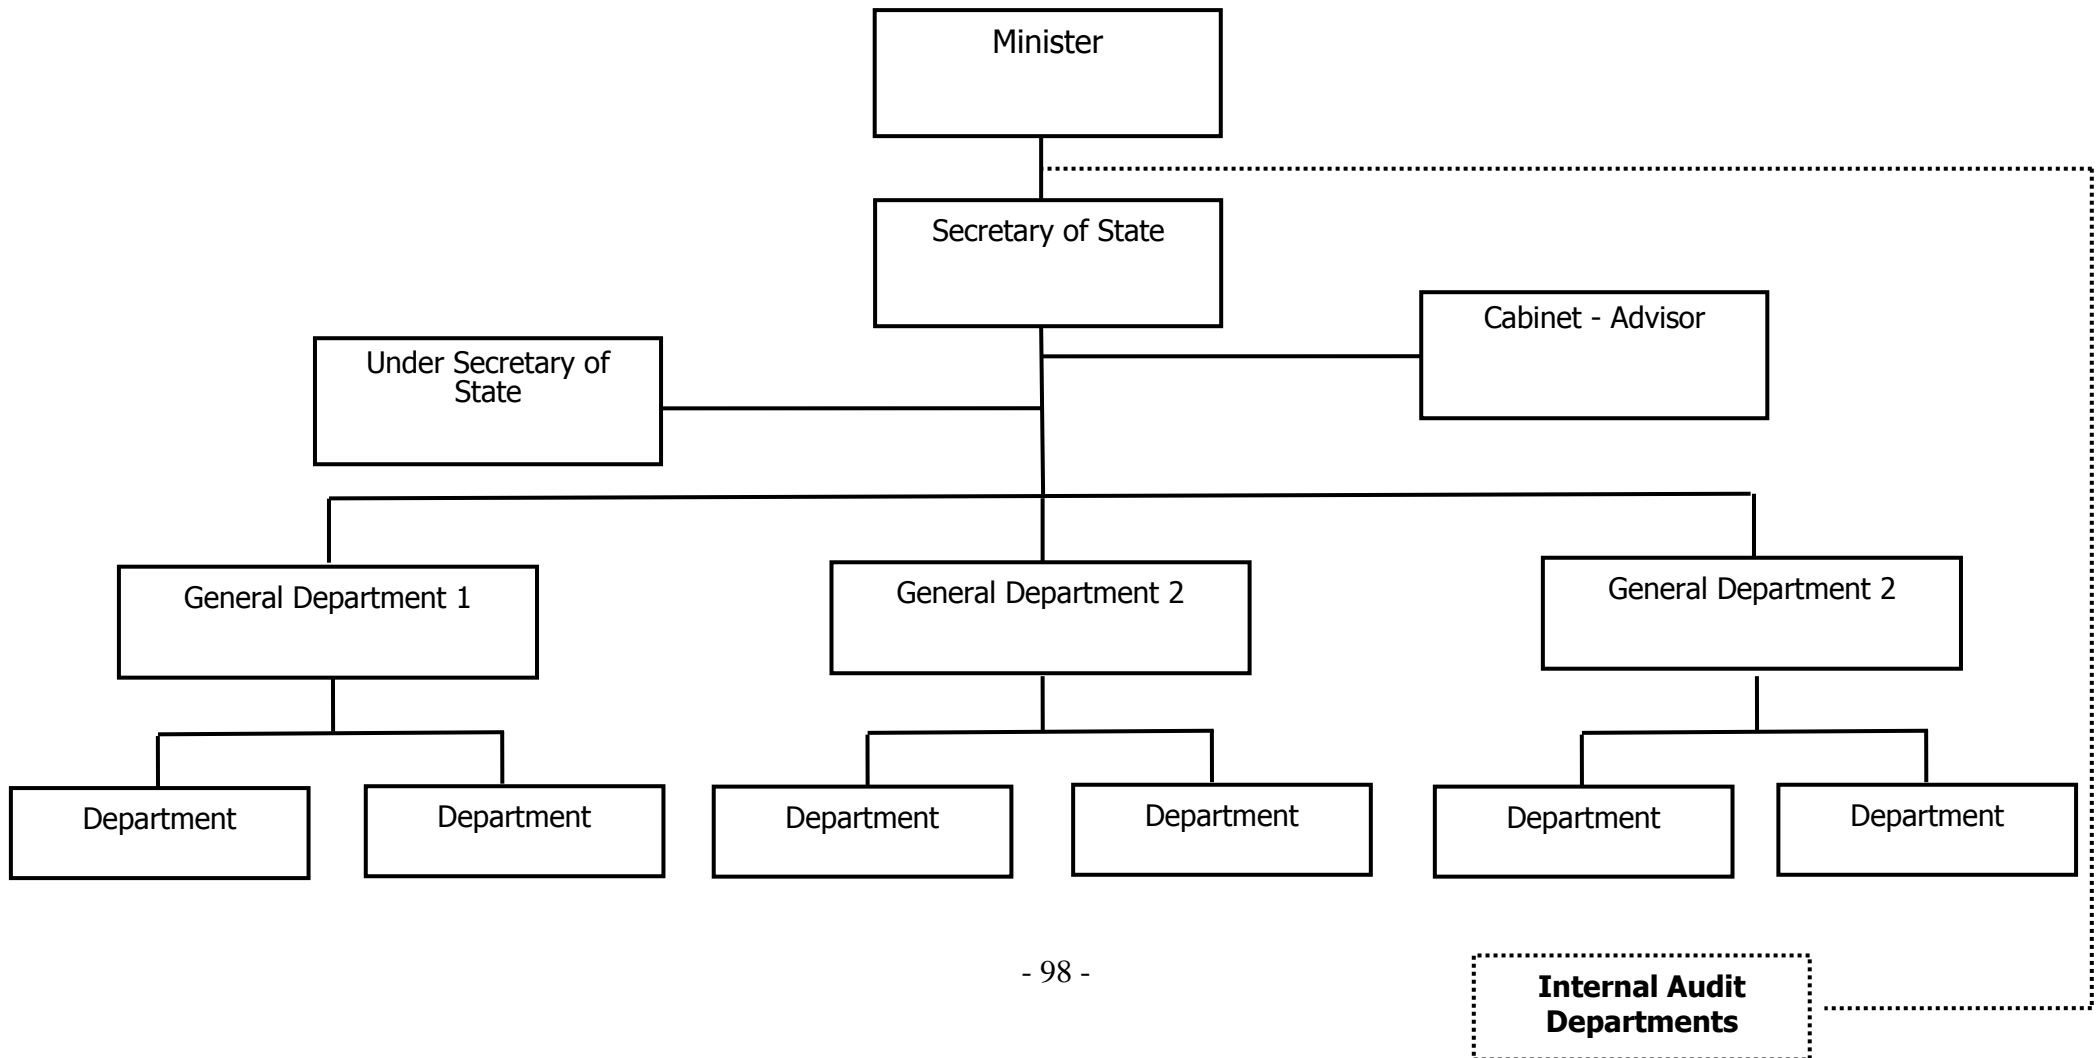 Minister
Secretary of State
Cabinet - Advisor
Under Secretary of
State
General Department 1
General Department 2
General Department 2
Department
Department
Department
Department
Department
Department
- 98 -
Internal Audit
Departments